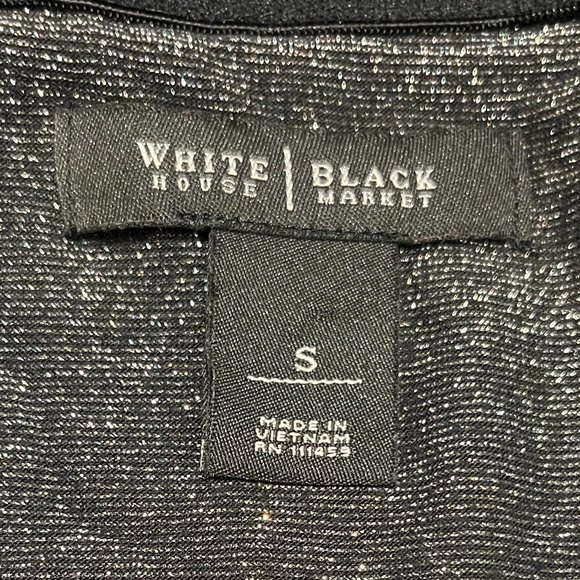 WHITE | BLACK
HOUSE MARKET
S
MADE IN
VIETNAM
RN 111459